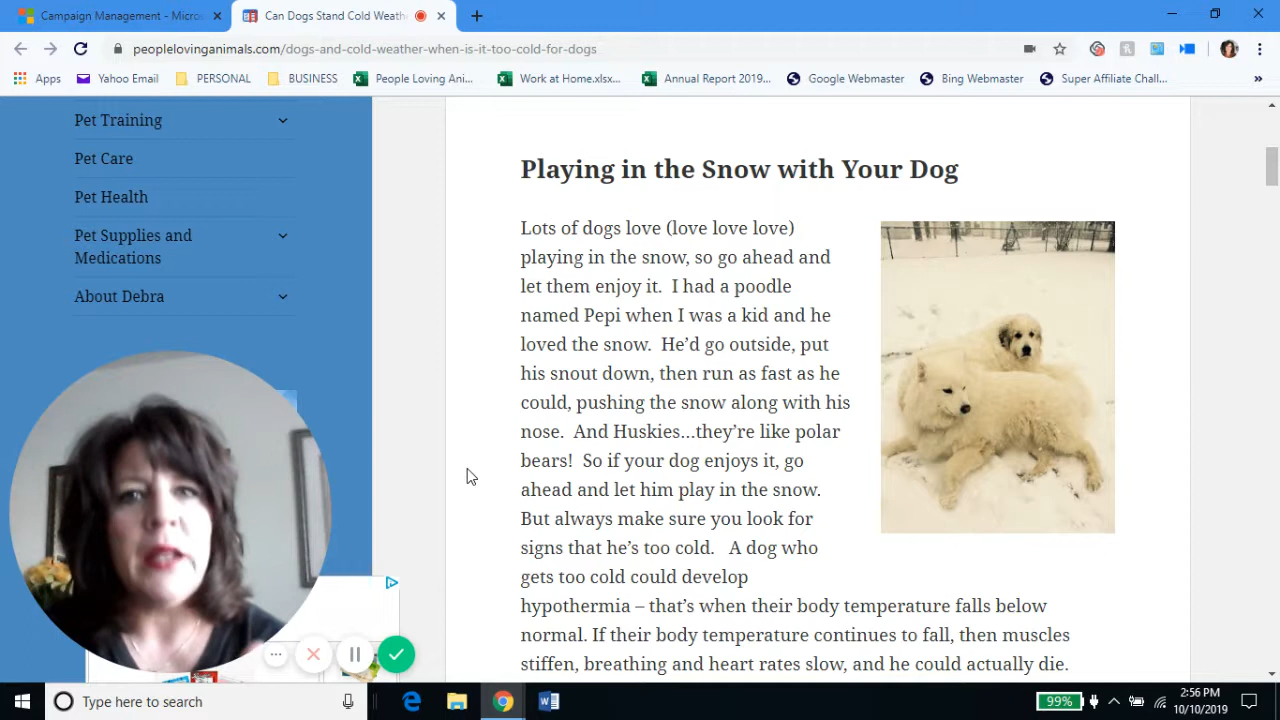 Campaign Management - Micros
Can Dogs Stand Cold Weathe
peoplelovinganimals.com/dogs-and-cold-weather-when-is-it-too-cold-for-dogs
Apps Yahoo Email PERSONAL BUSINESS People Loving Ani... Work at Home.xlsx... Annual Report 2019... Google Webmaster Bing Webmaster Super Affiliate Chall... »
Pet Training
Pet Care
Pet Health
Pet Supplies and
Medications
About Debra
Playing in the Snow with Your Dog
Lots of dogs love (love love love)
playing in the snow, so go ahead and
let them enjoy it.  I had a poodle
named Pepi when I was a kid and he
loved the snow.  He’d go outside, put
his snout down, then run as fast as he
could, pushing the snow along with his
nose.  And Huskies…they’re like polar
bears!  So if your dog enjoys it, go
ahead and let him play in the snow.
But always make sure you look for
signs that he’s too cold.   A dog who
gets too cold could develop
hypothermia – that’s when their body temperature falls below
normal. If their body temperature continues to fall, then muscles
stiffen, breathing and heart rates slow, and he could actually die.
Type here to search
99%
2:56 PM
10/10/2019